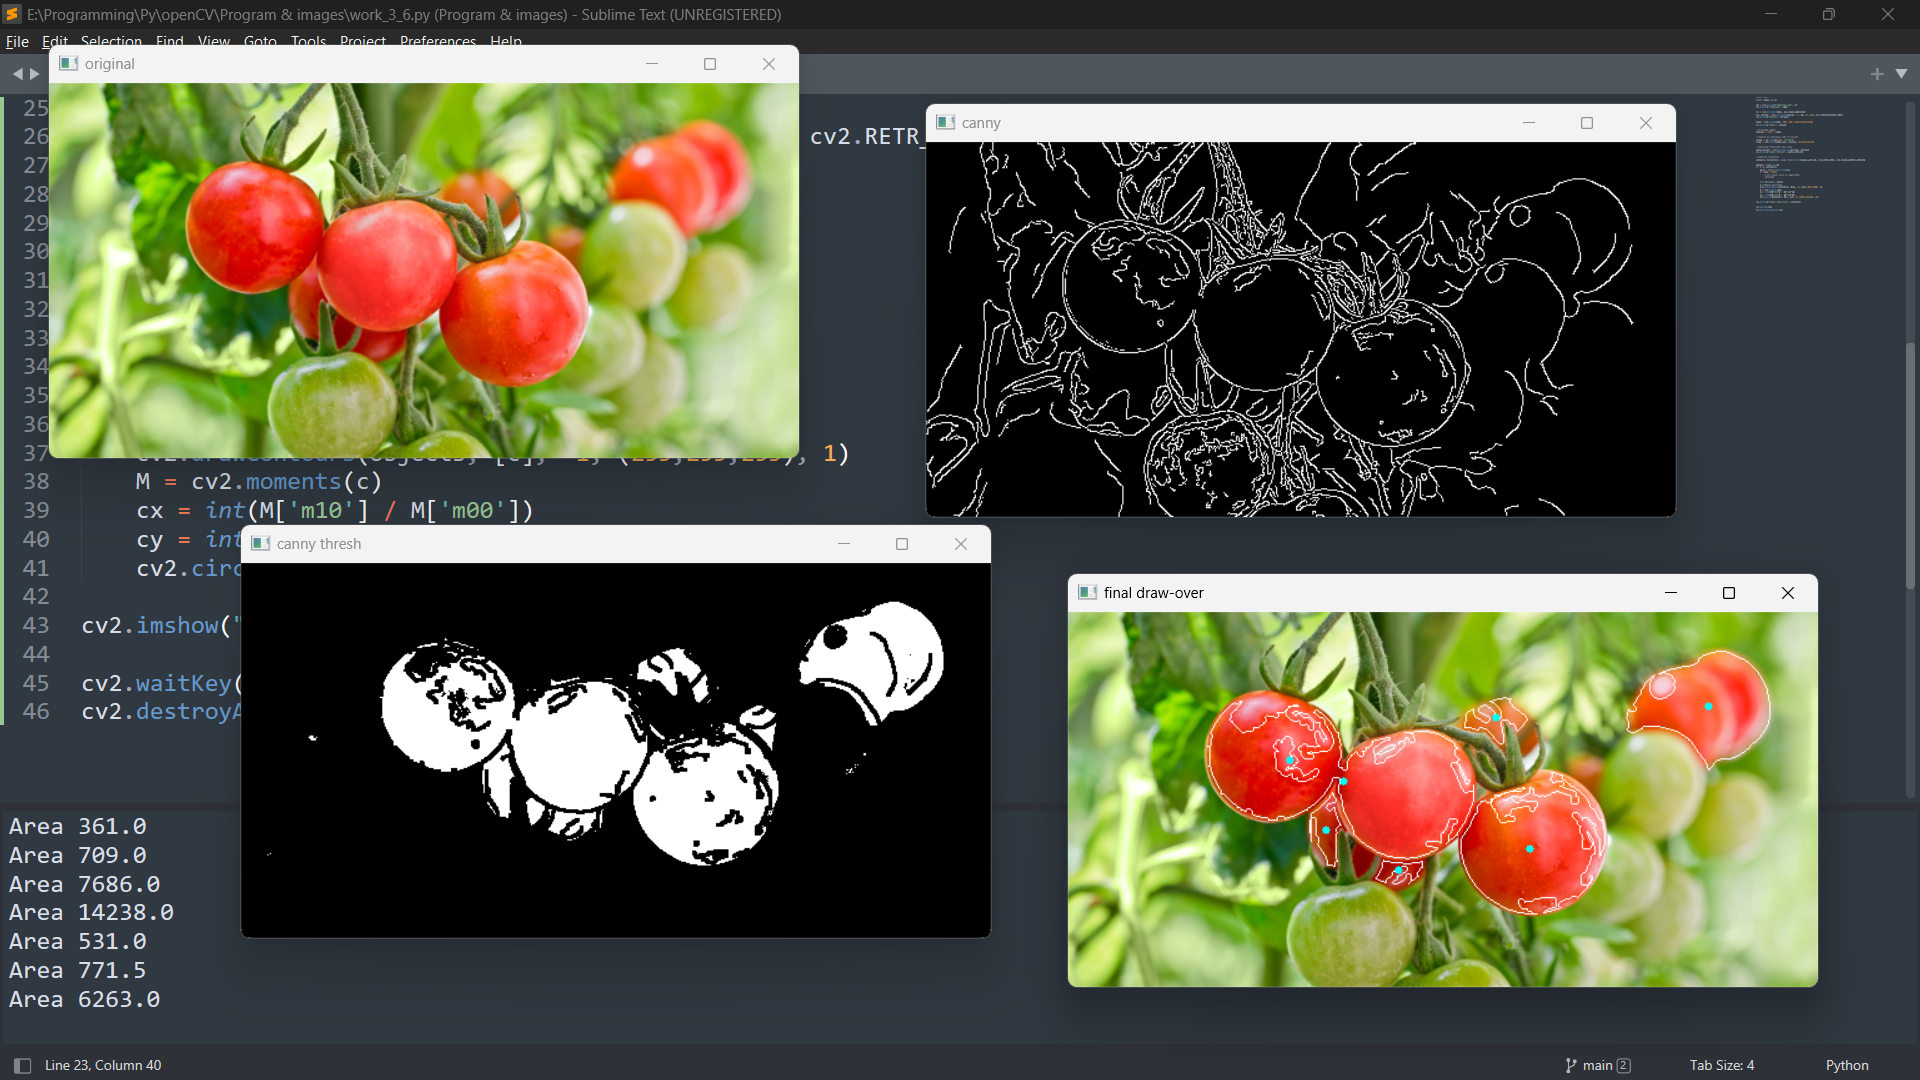 E:\Programming\Py\openCV\Program & images\work_3_6.py (Program & images) - Sublime Text (UNREGISTERED)
File Edit Selection Find View Goto Tools Project Preferences Help
original
canny
25
26 cv2.RETR_
27
28
29
30
31
32
33
34
35
36
37 1)
38 M = cv2.moments(c)
39 cx = int(M['m10'] / M['m00'])
40 cy = int
41 cv2.circ
42
43 cv2.imshow("
44
45 cv2.waitKey(
46 cv2.destroyA
canny thresh
final draw-over
Area 361.0
Area 709.0
Area 7686.0
Area 14238.0
Area 531.0
Area 771.5
Area 6263.0
Line 23, Column 40
main 2
Tab Size: 4
Python